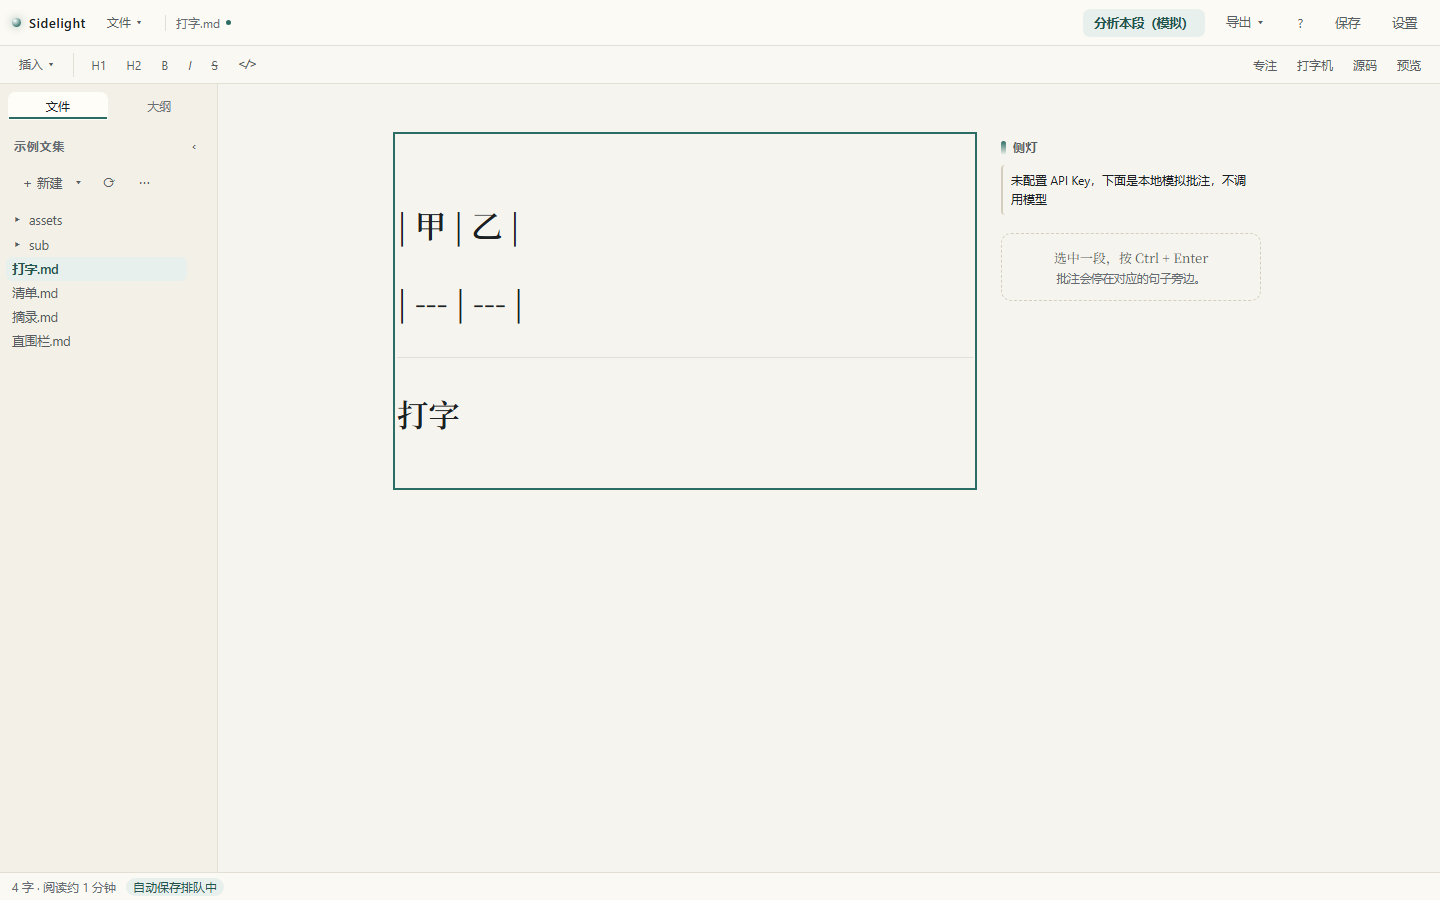 Sidelight 文件 ▾ 打字.md ● 分析本段（模拟） 导出 ▾ ? 保存 设置
插入 ▾ H1 H2 B I S </> 专注 打字机 源码 预览
文件 大纲
示例文集 ‹
+ 新建 ▾ ⟳ ···
▸ assets
▸ sub
打字.md
清单.md
摘录.md
直围栏.md
| 甲 | 乙 |
| --- | --- |
打字
侧灯
未配置 API Key，下面是本地模拟批注，不调
用模型
选中一段，按 Ctrl + Enter
批注会停在对应的句子旁边。
4 字 · 阅读约 1 分钟 自动保存排队中